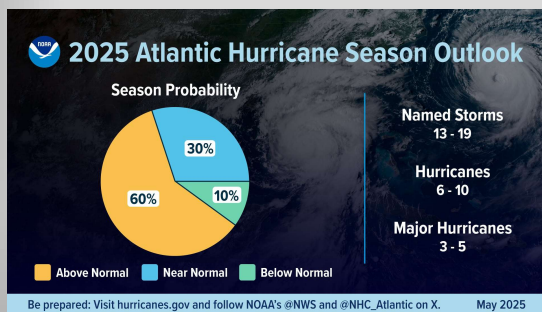 NOAA
2025 Atlantic Hurricane Season Outlook
Season Probability
30%
10%
60%
Above Normal
Near Normal
Below Normal
Named Storms
13 - 19
Hurricanes
6 - 10
Major Hurricanes
3 - 5
Be prepared: Visit hurricanes.gov and follow NOAA's @NWS and @NHC_Atlantic on X.
May 2025